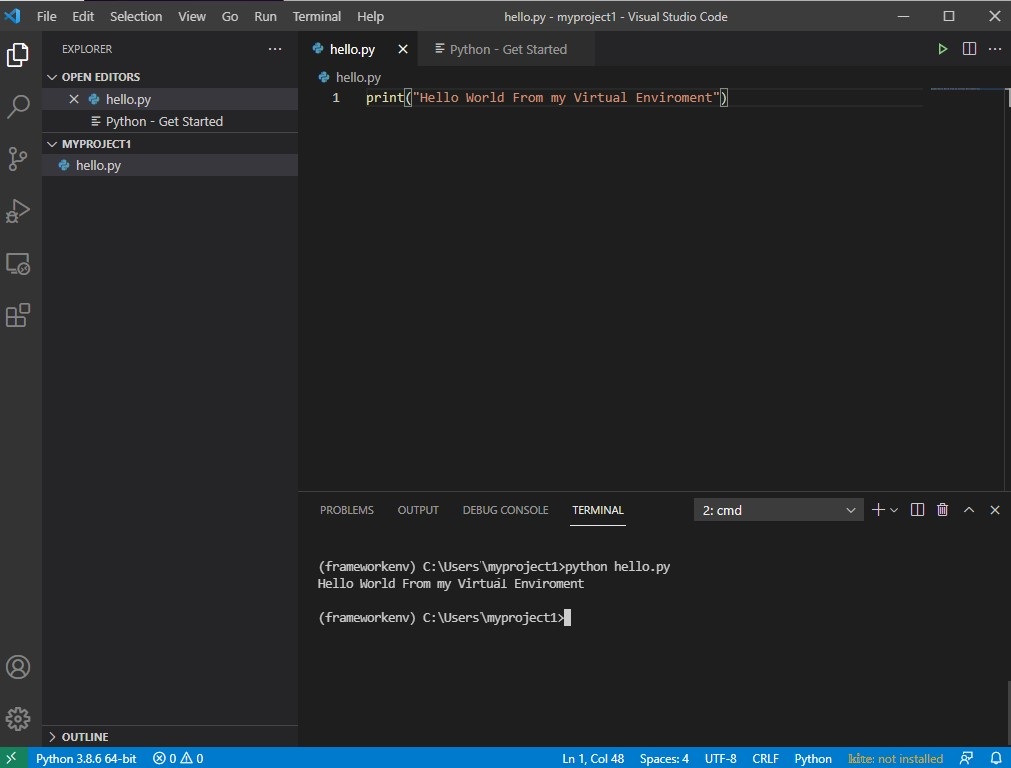 File Edit Selection View Go Run Terminal Help hello.py - myproject1 - Visual Studio Code
EXPLORER
OPEN EDITORS
hello.py
Python - Get Started
MYPROJECT1
hello.py
OUTLINE
hello.py Python - Get Started
hello.py
1 print("Hello World From my Virtual Enviroment")
PROBLEMS OUTPUT DEBUG CONSOLE TERMINAL 2: cmd
(frameworkenv) C:\Users\myproject1>python hello.py
Hello World From my Virtual Enviroment
(frameworkenv) C:\Users\myproject1>
Python 3.8.6 64-bit 0 0 Ln 1, Col 48 Spaces: 4 UTF-8 CRLF Python kite: not installed